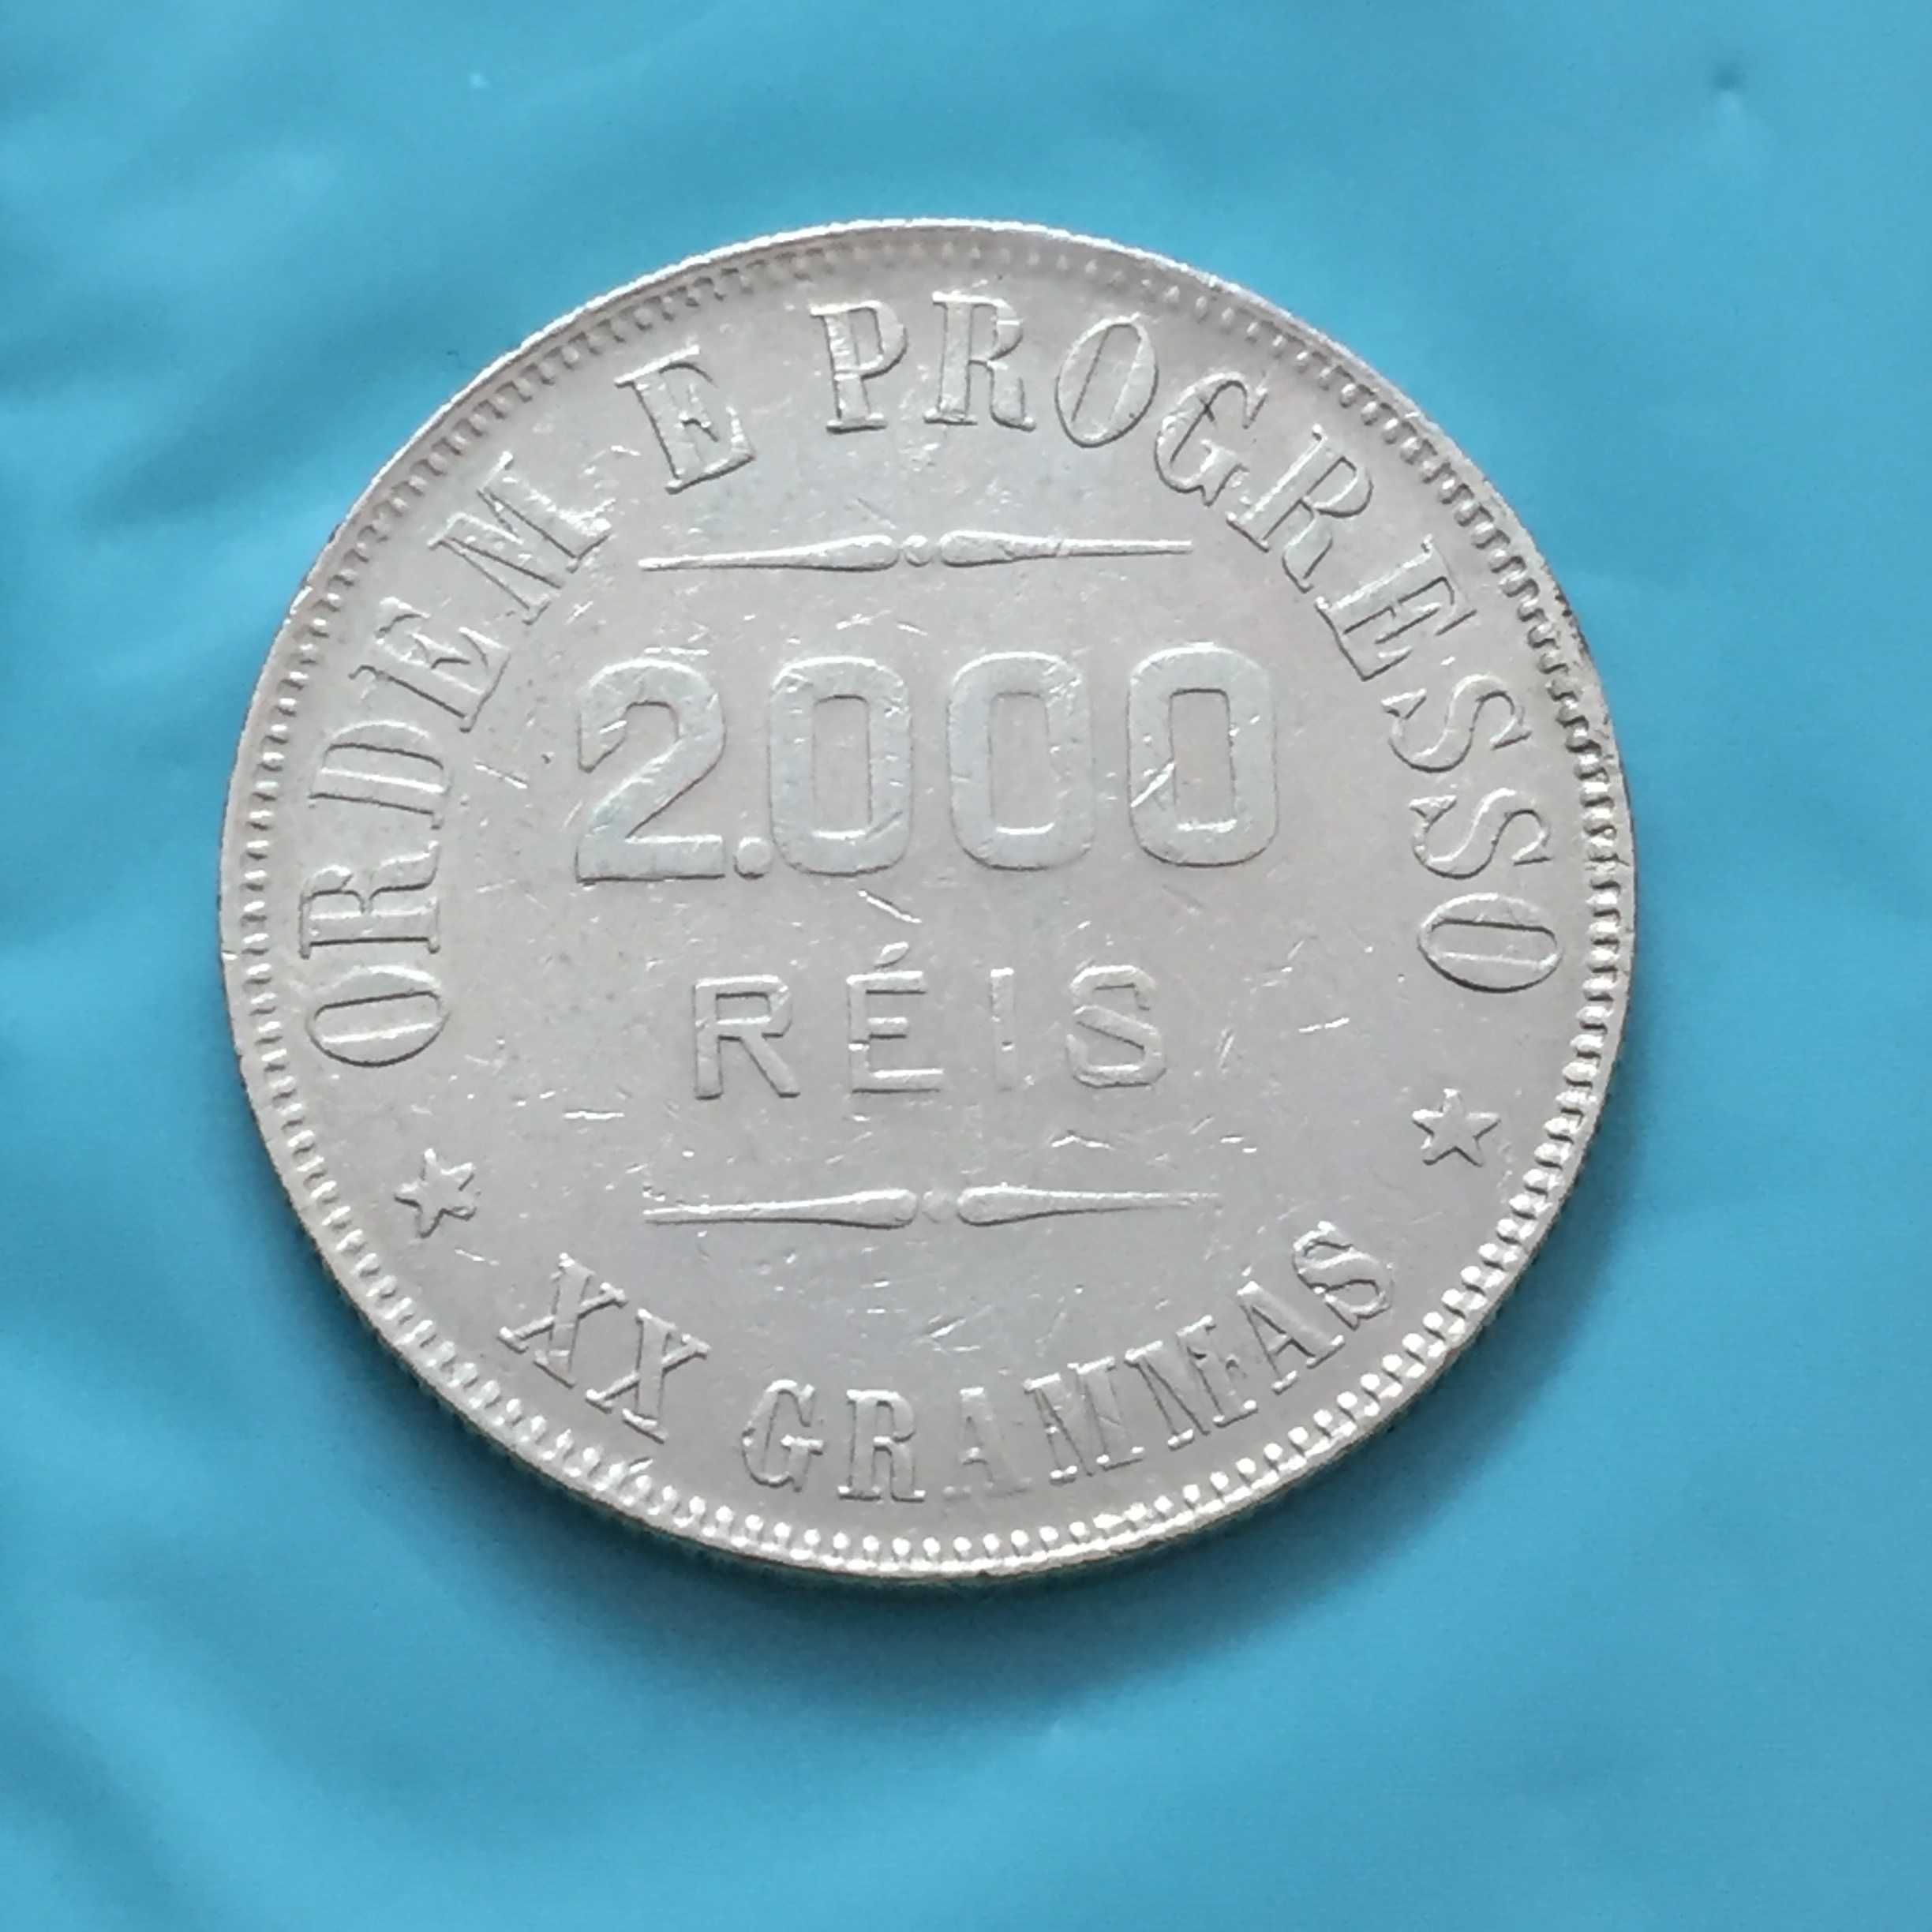 ORDEM E PROGRESSO
2.000
RÉIS
XX GRAMMAS